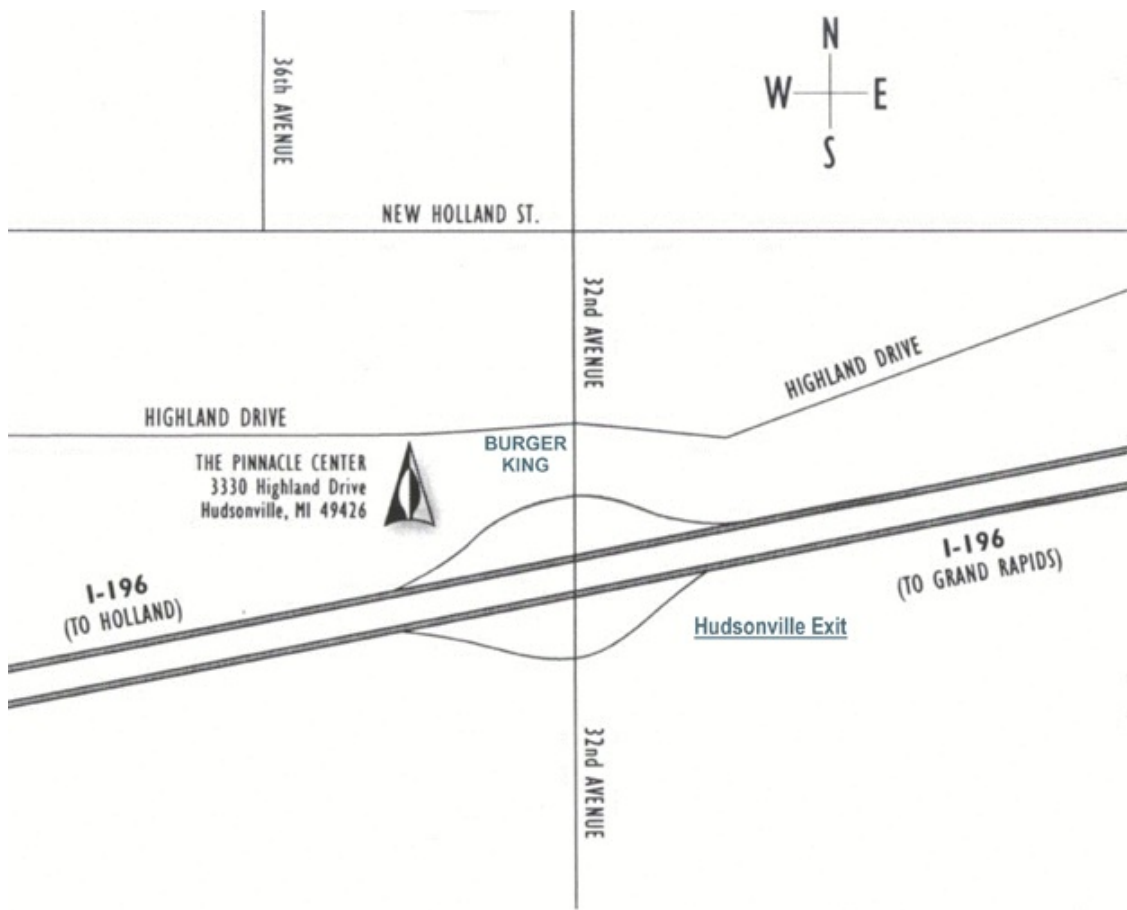 N
W E
S
36th AVENUE
NEW HOLLAND ST.
32nd AVENUE
HIGHLAND DRIVE
HIGHLAND DRIVE
BURGER
KING
THE PINNACLE CENTER
3330 Highland Drive
Hudsonville, MI 49426
I-196
(TO GRAND RAPIDS)
I-196
(TO HOLLAND)
Hudsonville Exit
32nd AVENUE